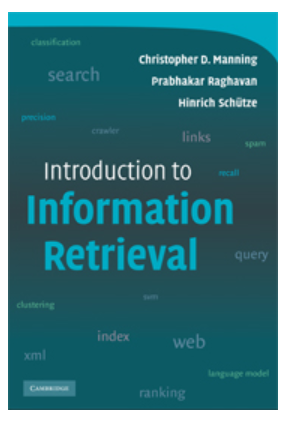 classification
Christopher D. Manning
search
Prabhakar Raghavan
Hinrich Schütze
precision
crawler
links
spam
Introduction to
recall
Information
Retrieval
query
svm
clustering
index
web
xml
language model
CAMBRIDGE
ranking